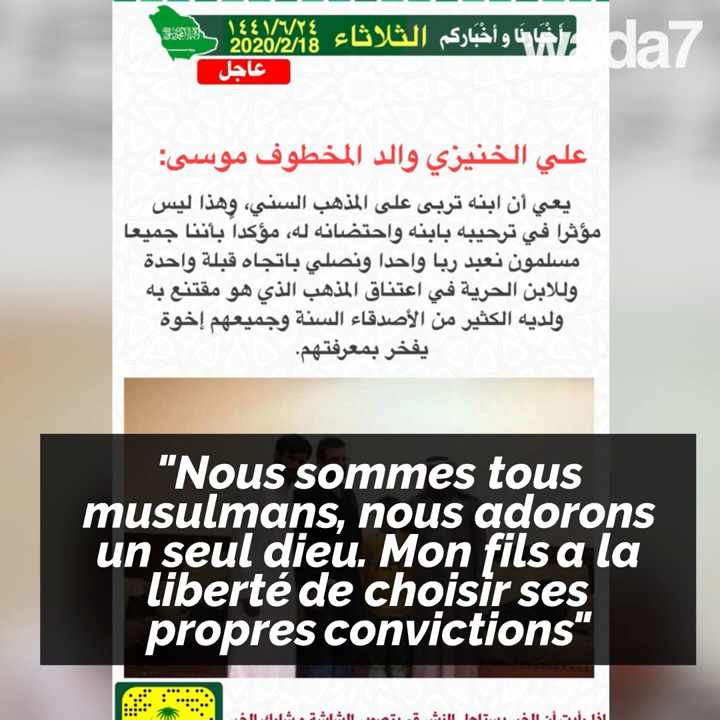 أخْبَارنَا و أخْبَاركم الثلاثاء ١٤٤١/٦/٢٤
2020/2/18
wada7
عاجل
علي الخنيزي والد المخطوف موسى:
يعي أن ابنه تربى على المذهب السني، وهذا ليس
مؤثرا في ترحيبه بابنه واحتضانه له، مؤكداً بأننا جميعا
مسلمون نعبد ربا واحدا ونصلي باتجاه قبلة واحدة
وللابن الحرية في اعتناق المذهب الذي هو مقتنع به
ولديه الكثير من الأصدقاء السنة وجميعهم إخوة
يفخر بمعرفتهم.
"Nous sommes tous
musulmans, nous adorons
un seul dieu. Mon fils a la
liberté de choisir ses
propres convictions"